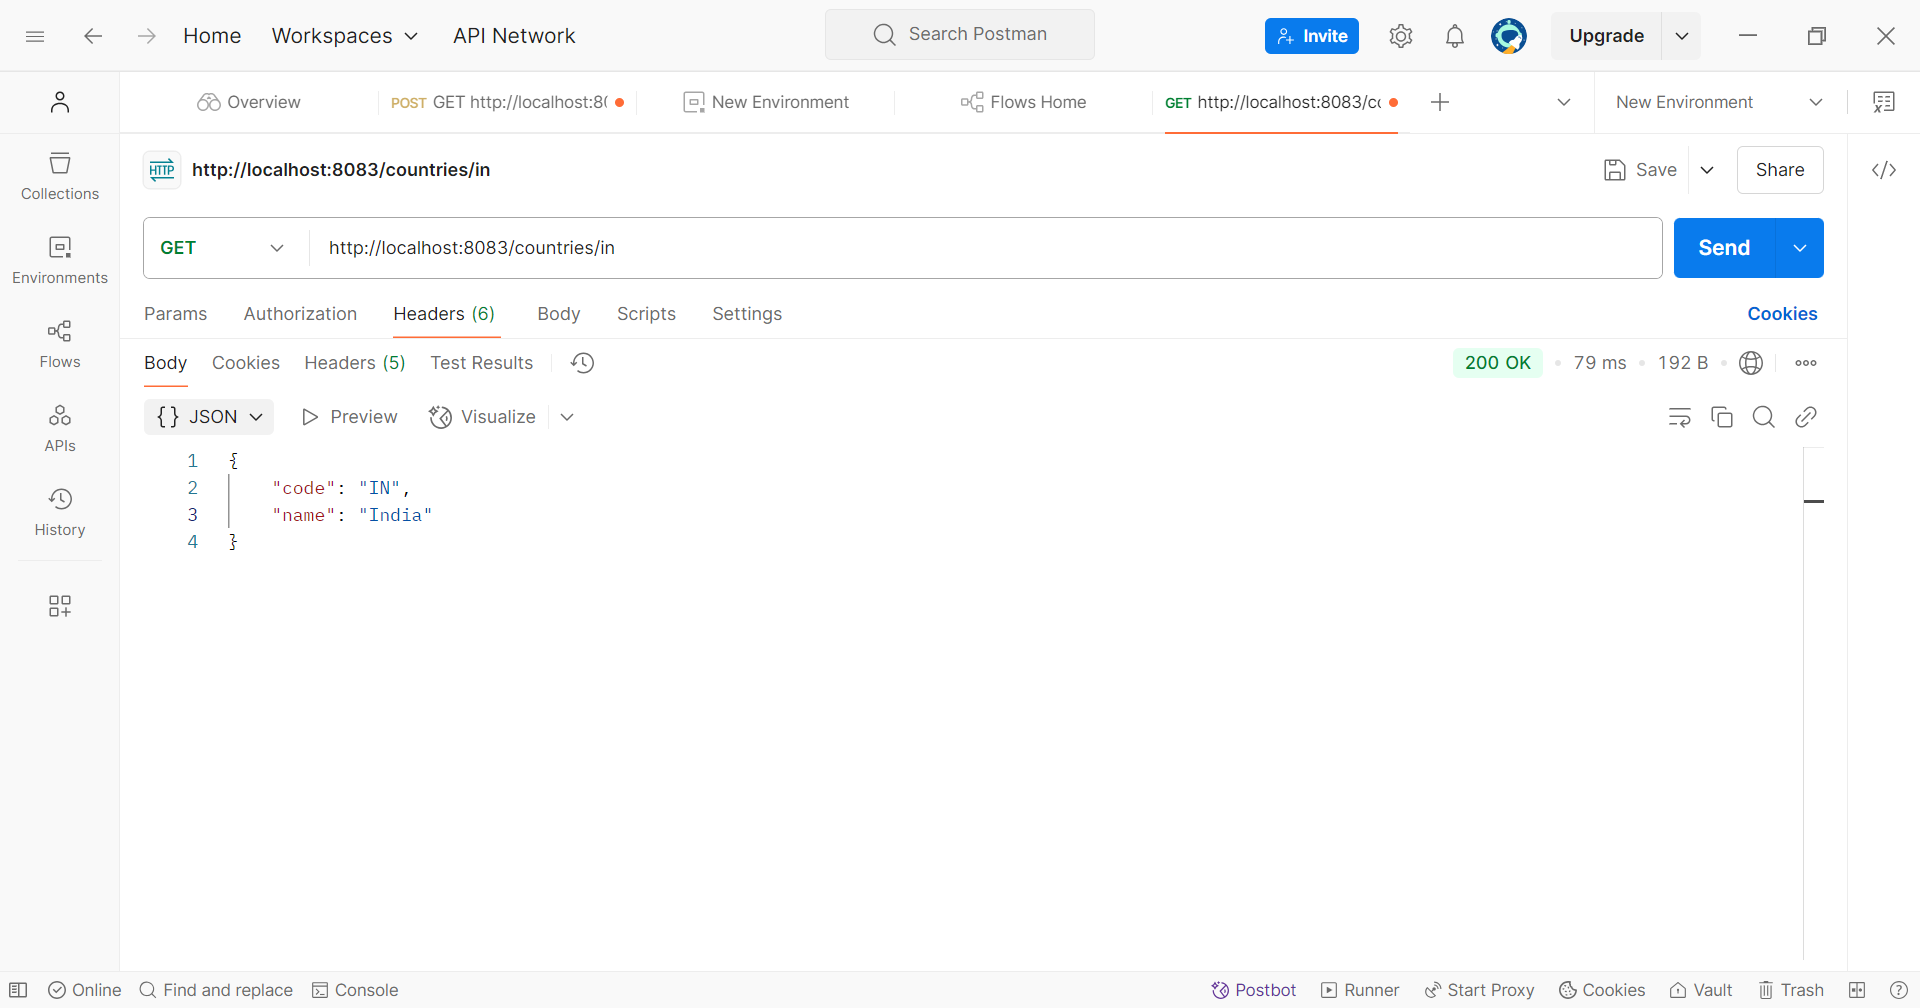 Home Workspaces API Network Search Postman Invite Upgrade
Overview POST GET http://localhost:8( New Environment Flows Home GET http://localhost:8083/cc New Environment
HTTP http://localhost:8083/countries/in Save Share
Collections
GET http://localhost:8083/countries/in Send
Environments
Params Authorization Headers (6) Body Scripts Settings Cookies
Flows
Body Cookies Headers (5) Test Results 200 OK • 79 ms • 192 B
{ } JSON Preview Visualize
APIs
History
1 {
2 "code": "IN",
3 "name": "India"
4 }
Online Find and replace Console Postbot Runner Start Proxy Cookies Vault Trash